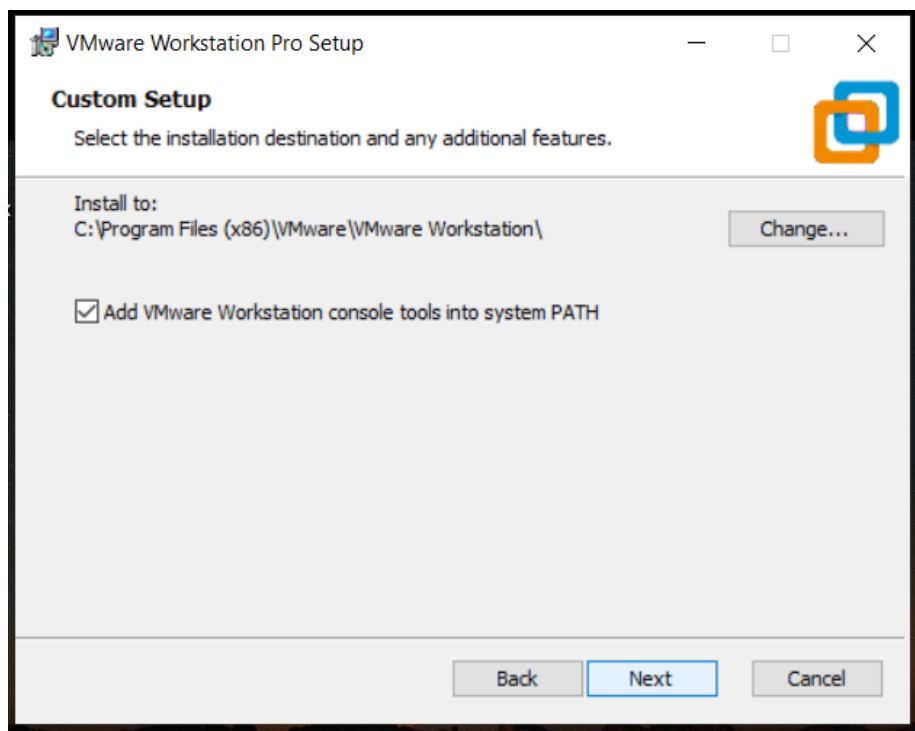 VMware Workstation Pro Setup
Custom Setup
Select the installation destination and any additional features.
Install to:
C:\Program Files (x86)\VMware\VMware Workstation\
Change...
Add VMware Workstation console tools into system PATH
Back
Next
Cancel